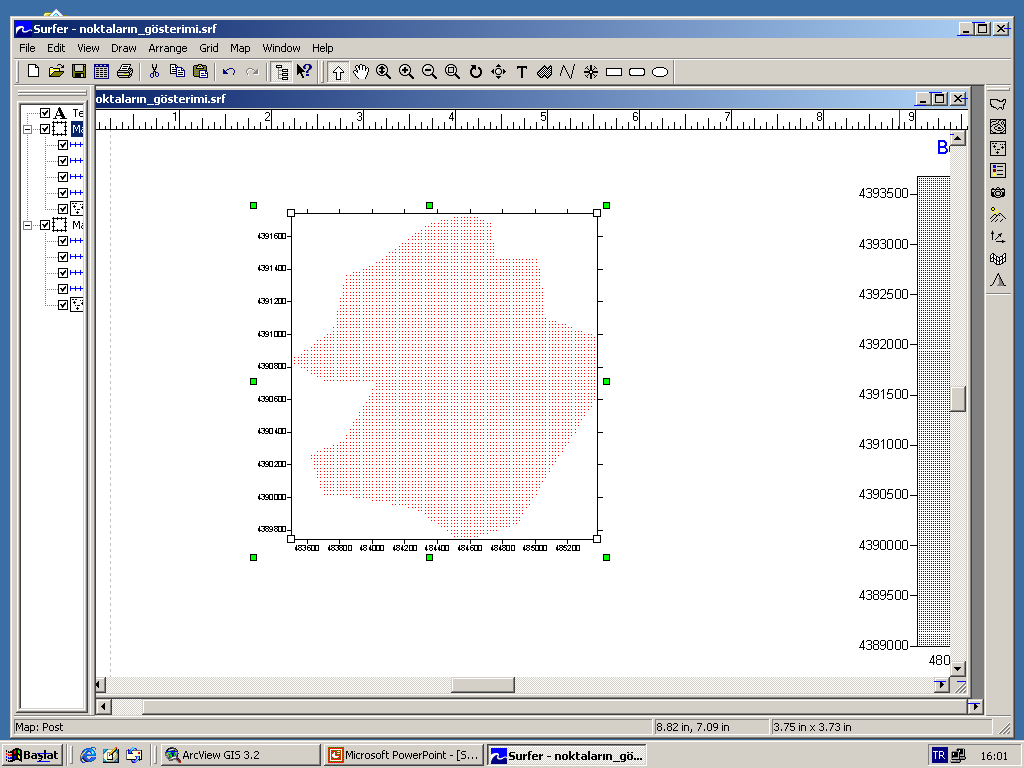 Surfer - noktaların_gösterimi.srf
File Edit View Draw Arrange Grid Map Window Help
noktaların_gösterimi.srf
1 2 3 4 5 6 7 8 9
4393500
4393000
4392500
4392000
4391500
4391000
4390500
4390000
4389500
4389000
480
4391600
4391400
4391200
4391000
4390800
4390600
4390400
4390200
4390000
4389800
483600 483800 484000 484200 484400 484600 484800 485000 485200
Map: Post
8.82 in, 7.09 in
3.75 in x 3.73 in
Başlat
ArcView GIS 3.2
Microsoft PowerPoint - [S...
Surfer - noktaların_gö...
TR
16:01